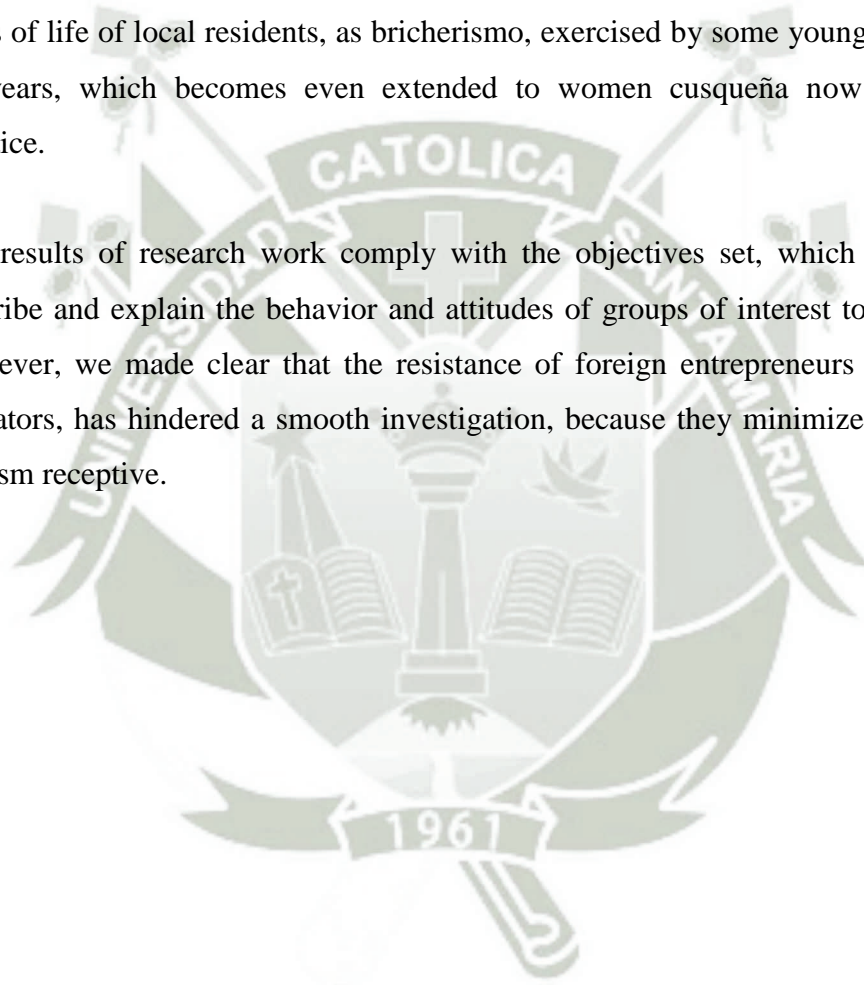 of life of local residents, as bricherismo, exercised by some young
years, which becomes even extended to women cusqueña now
ice.
results of research work comply with the objectives set, which
ribe and explain the behavior and attitudes of groups of interest to
ever, we made clear that the resistance of foreign entrepreneurs
ators, has hindered a smooth investigation, because they minimize
sm receptive.
UNIVERSIDAD CATOLICA SANTA MARIA
1961